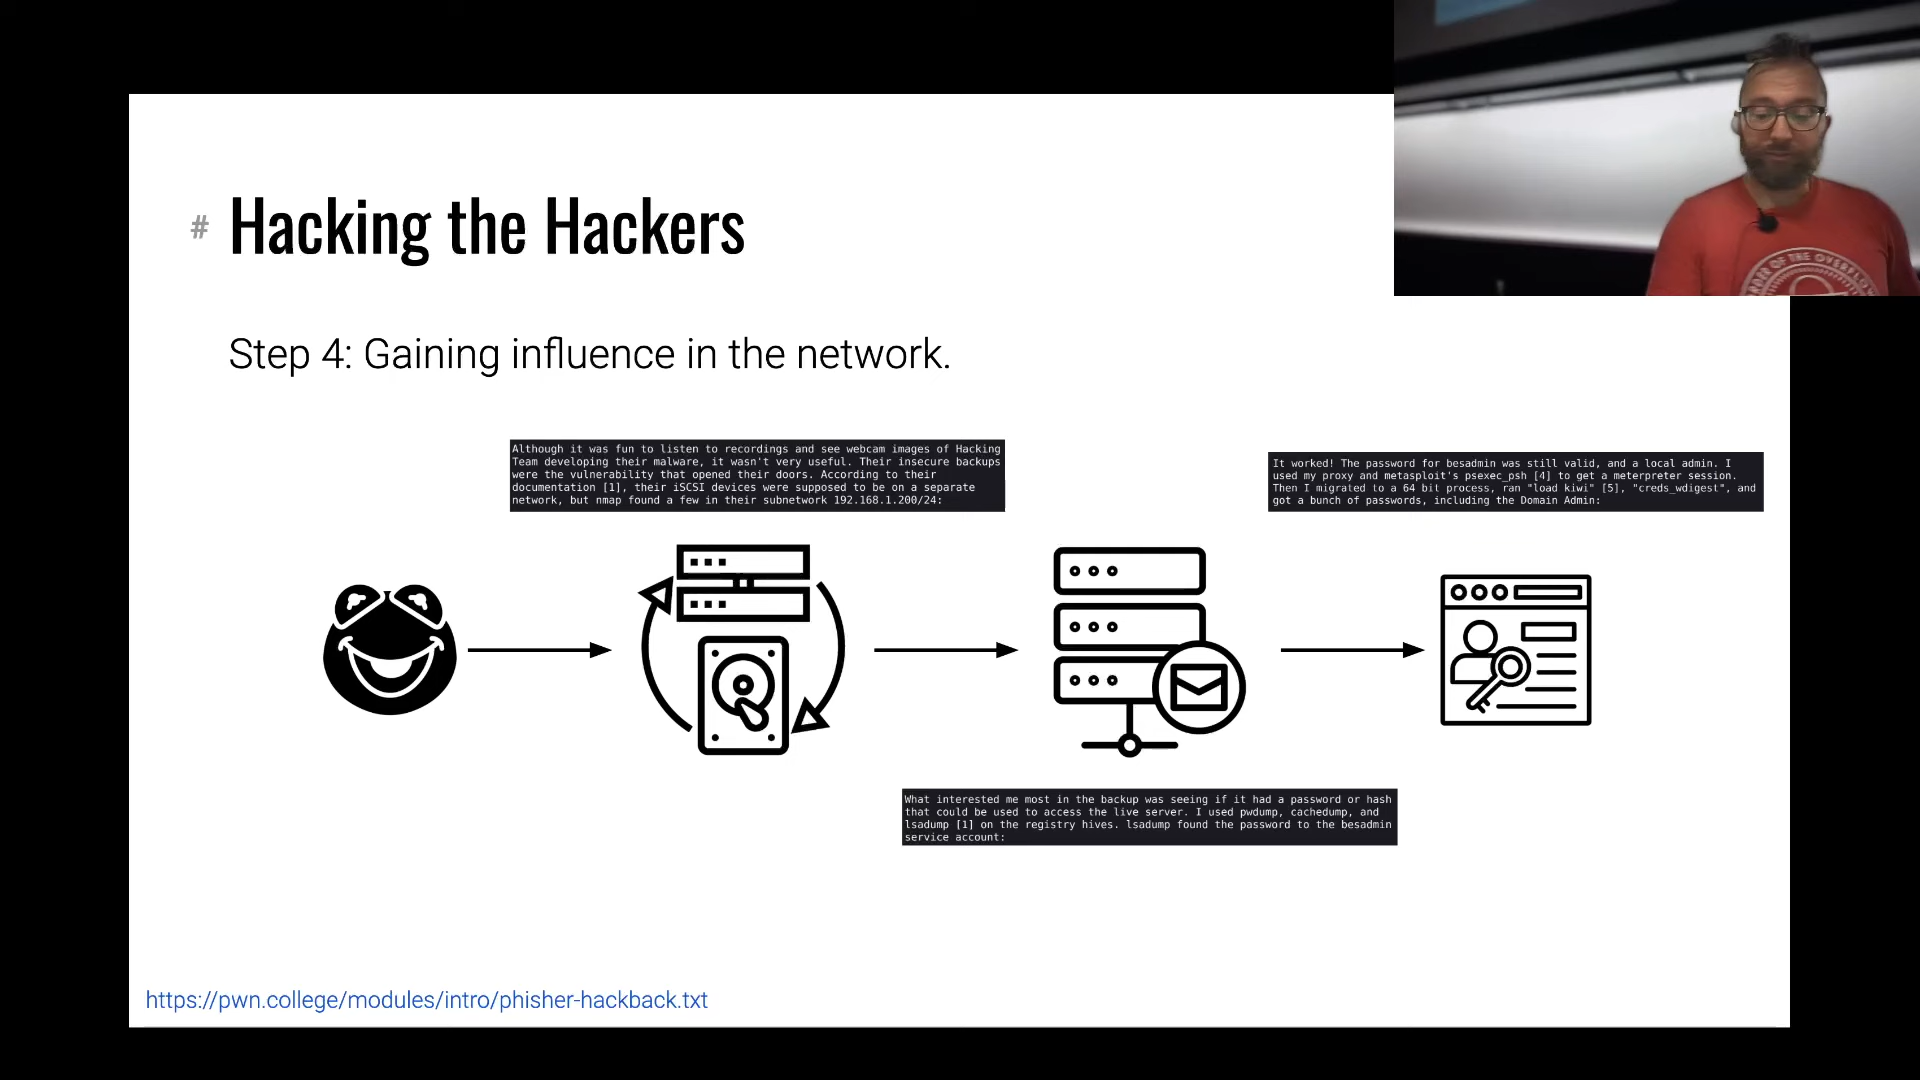 # Hacking the Hackers
Step 4: Gaining influence in the network.
Although it was fun to listen to recordings and see webcam images of Hacking
Team developing their malware, it wasn't very useful. Their insecure backups
were the vulnerability that opened their doors. According to their
documentation [1], their iSCSI devices were supposed to be on a separate
network, but nmap found a few in their subnetwork 192.168.1.200/24:
It worked! The password for besadmin was still valid, and a local admin. I
used my proxy and metasploit's psexec_psh [4] to get a meterpreter session.
Then I migrated to a 64 bit process, ran "load kiwi" [5], "creds_wdigest", and
got a bunch of passwords, including the Domain Admin:
What interested me most in the backup was seeing if it had a password or hash
that could be used to access the live server. I used pwdump, cachedump, and
lsadump [1] on the registry hives. lsadump found the password to the besadmin
service account:
https://pwn.college/modules/intro/phisher-hackback.txt
OF THE OVERFLOW